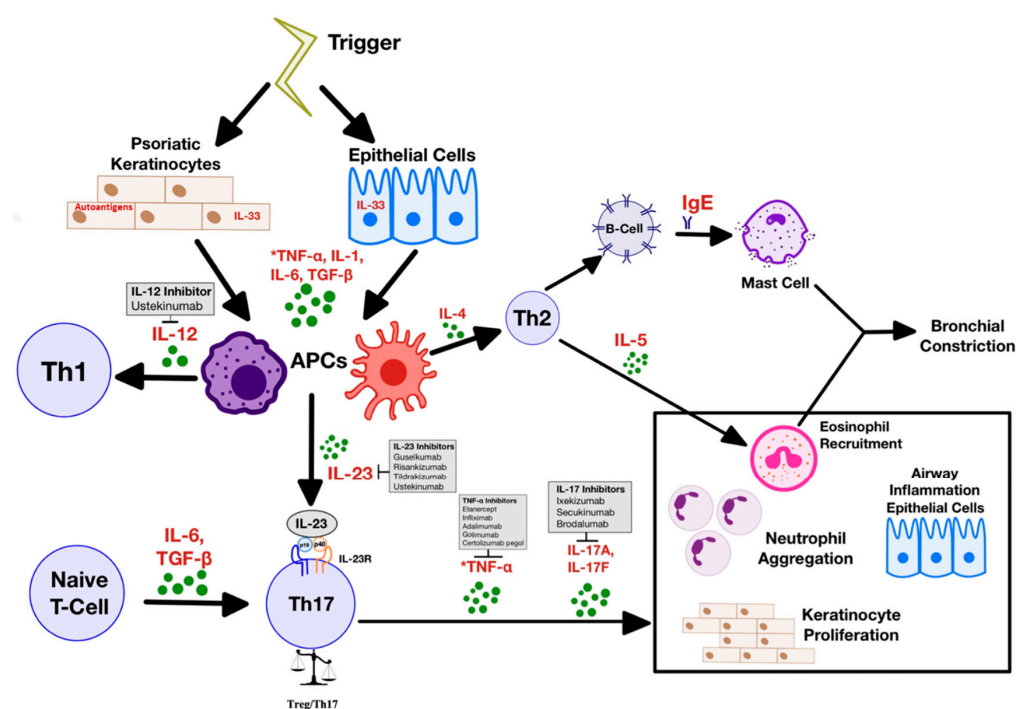 Trigger
Psoriatic
Keratinocytes
Autoantigens
IL-33
Epithelial Cells
IL-33
*TNF-α, IL-1,
IL-6, TGF-β
IL-12 Inhibitor
Ustekinumab
IL-12
Th1
APCs
IL-4
Th2
B-Cell
IgE
Mast Cell
IL-5
Bronchial
Constriction
IL-23
IL-23 Inhibitors
Guselkumab
Risankizumab
Tildrakizumab
Ustekinumab
Eosinophil
Recruitment
Airway
Inflammation
Epithelial Cells
Neutrophil
Aggregation
Keratinocyte
Proliferation
TNF-α Inhibitors
Etanercept
Infliximab
Adalimumab
Golimumab
Certolizumab pegol
*TNF-α
IL-17 Inhibitors
Ixekizumab
Secukinumab
Brodalumab
IL-17A,
IL-17F
Naive
T-Cell
IL-6,
TGF-β
IL-23
p19
p40
IL-23R
Th17
Treg/Th17